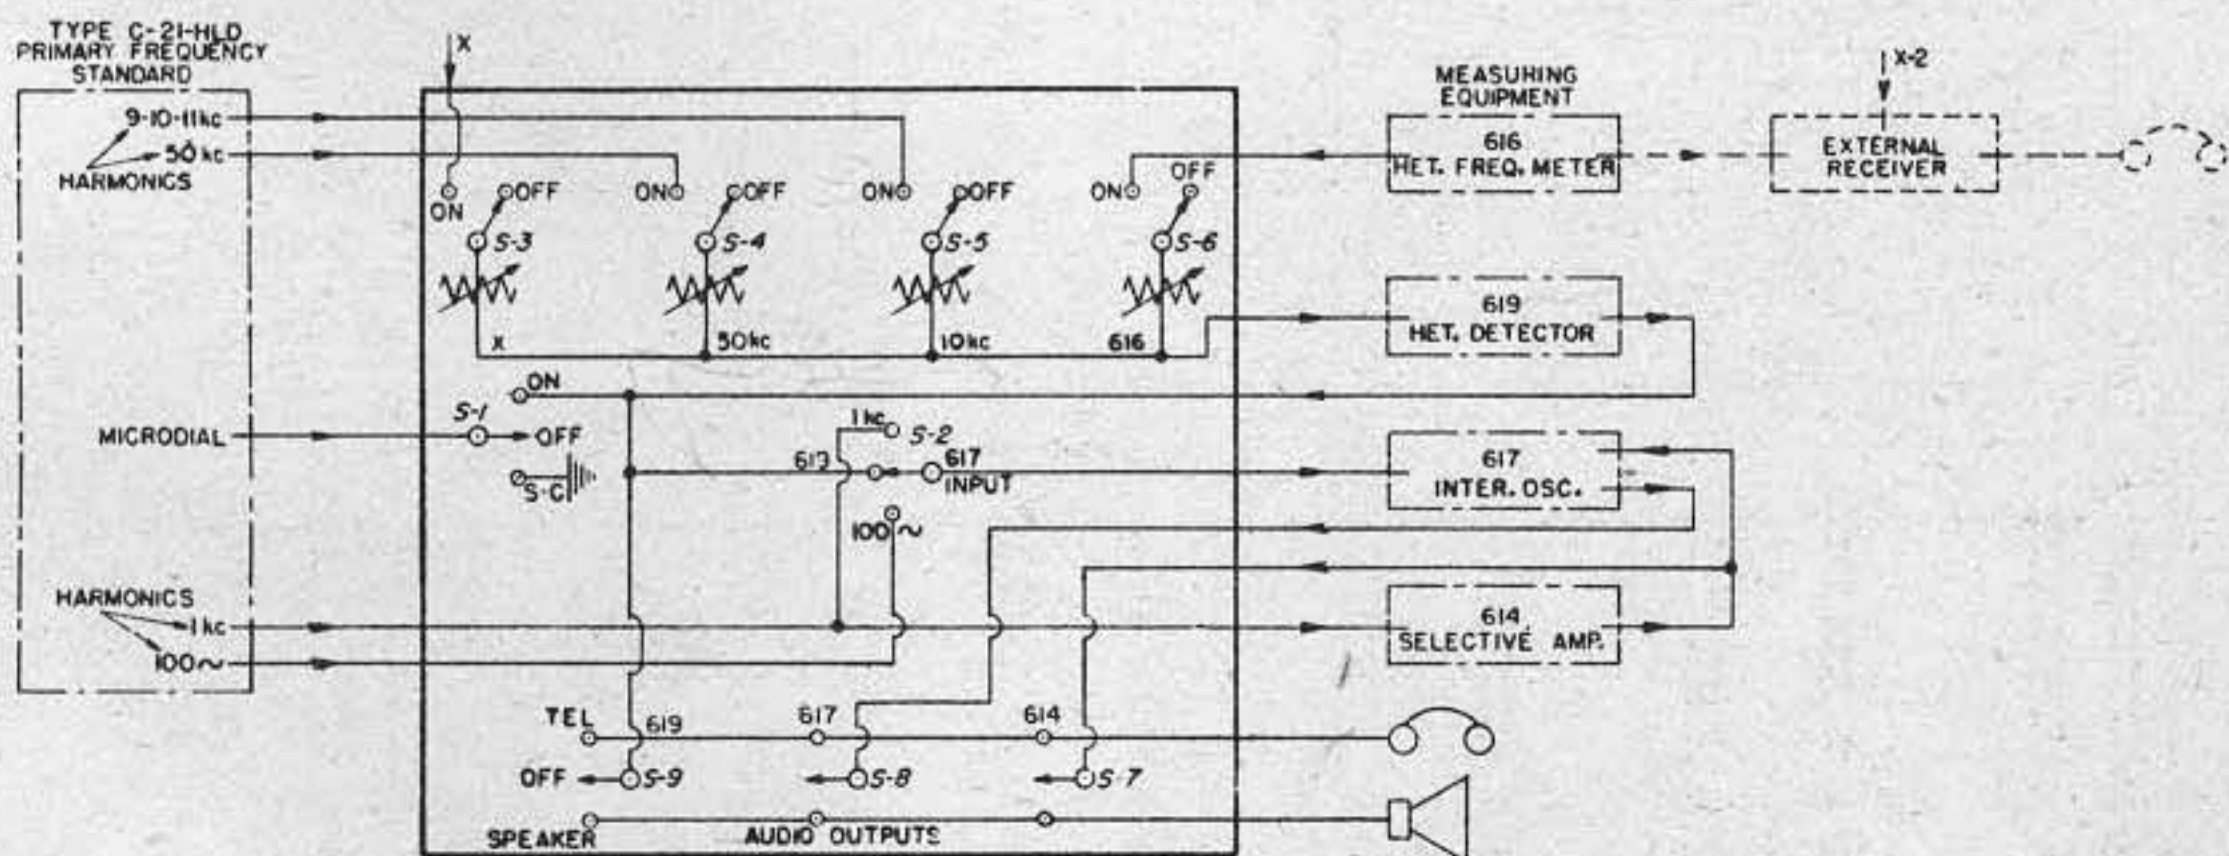 TYPE C-21-HLD
PRIMARY FREQUENCY
STANDARD
9-10-11kc
50kc
HARMONICS
MICRODIAL
HARMONICS
1kc
100~
X
ON
OFF
S-3
ON
OFF
S-4
ON
OFF
S-5
ON
OFF
S-6
X
50kc
10kc
616
ON
S-1
OFF
S-C
1kc
S-2
619
617
INPUT
100~
TEL
619
617
614
OFF
S-9
S-8
S-7
SPEAKER
AUDIO OUTPUTS
MEASURING
EQUIPMENT
616
HET. FREQ. METER
X-2
EXTERNAL
RECEIVER
619
HET. DETECTOR
617
INTER. OSC.
614
SELECTIVE AMP.